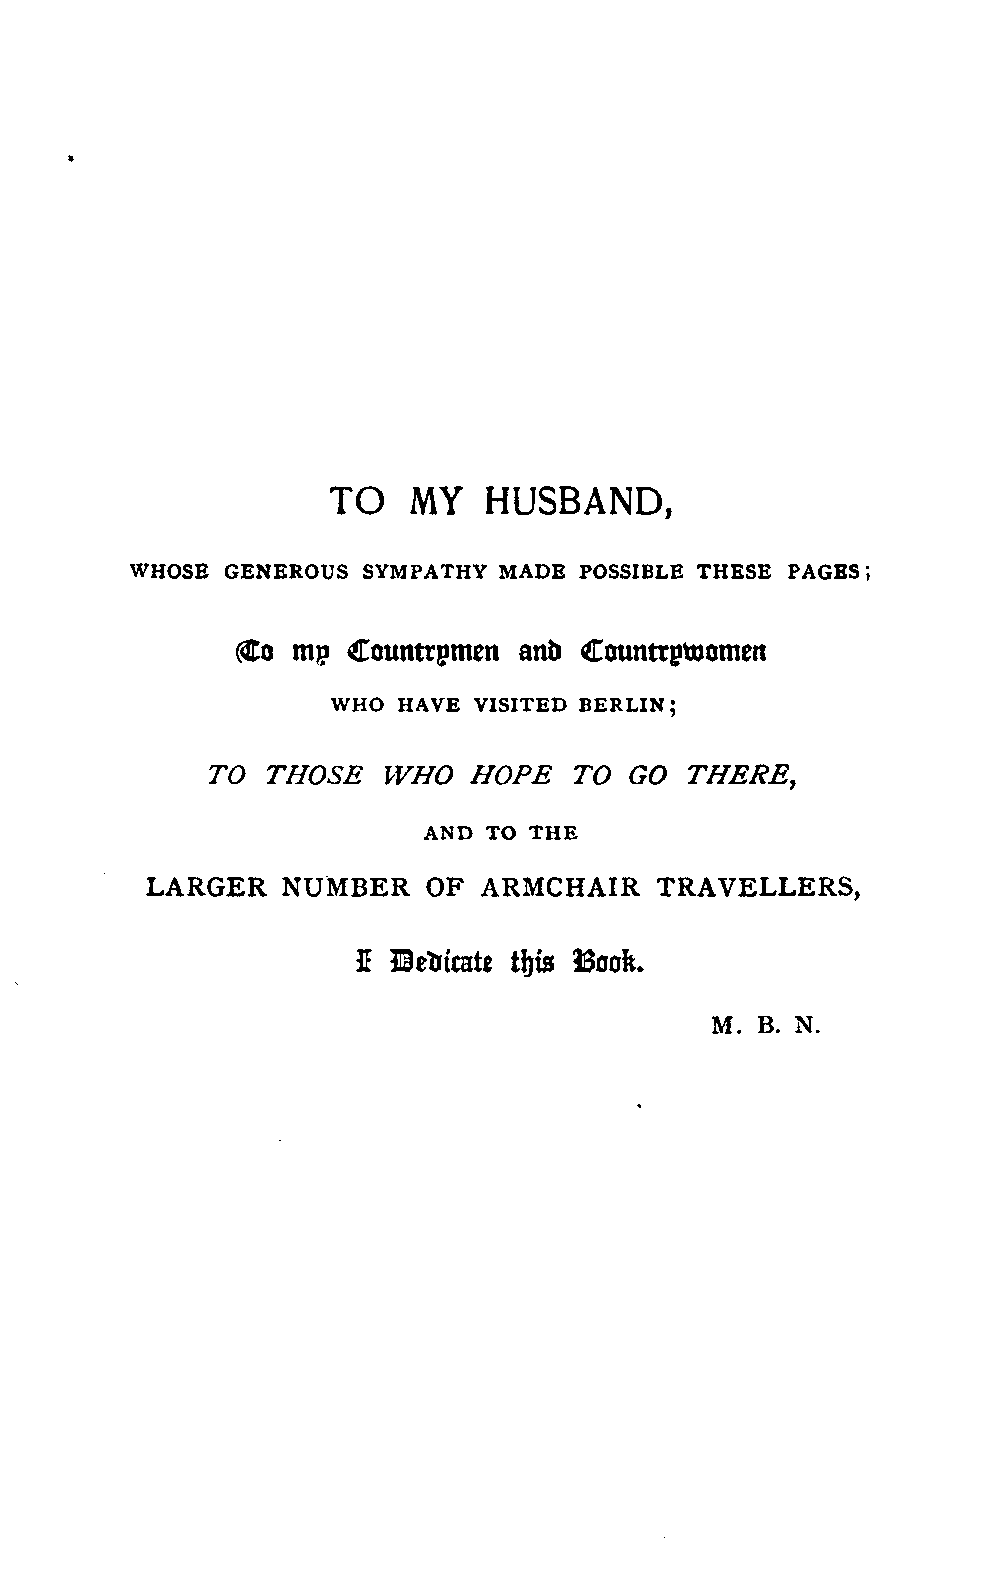 TO MY HUSBAND,
WHOSE GENEROUS SYMPATHY MADE POSSIBLE THESE PAGES;
To my Countrymen and Countrywomen
WHO HAVE VISITED BERLIN;
TO THOSE WHO HOPE TO GO THERE,
AND TO THE
LARGER NUMBER OF ARMCHAIR TRAVELLERS,
I Dedicate this Book.
M. B. N.